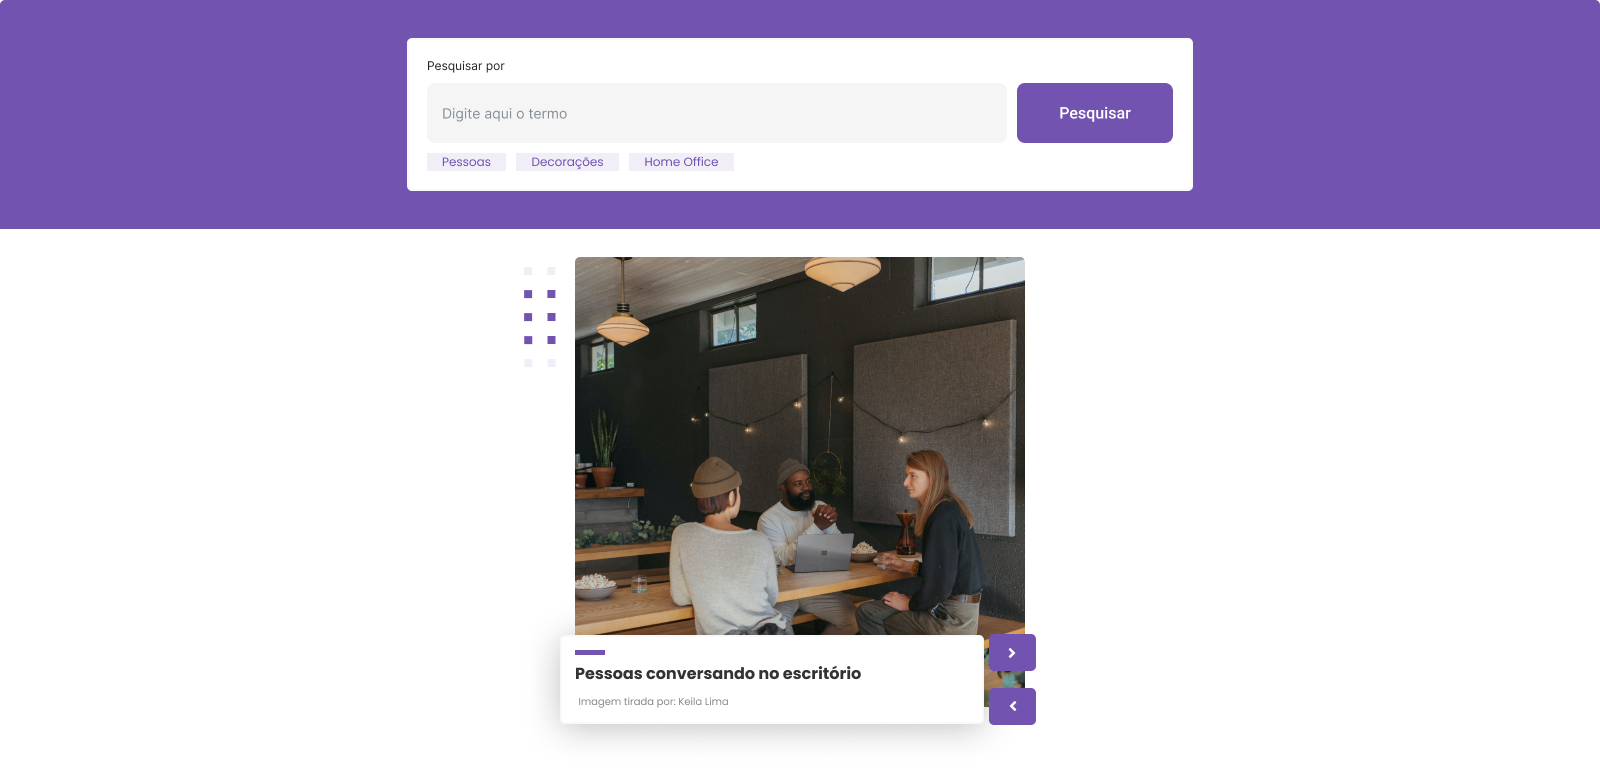 Pesquisar por
Digite aqui o termo
Pesquisar
Pessoas
Decorações
Home Office
Pessoas conversando no escritório
Imagem tirada por: Keila Lima